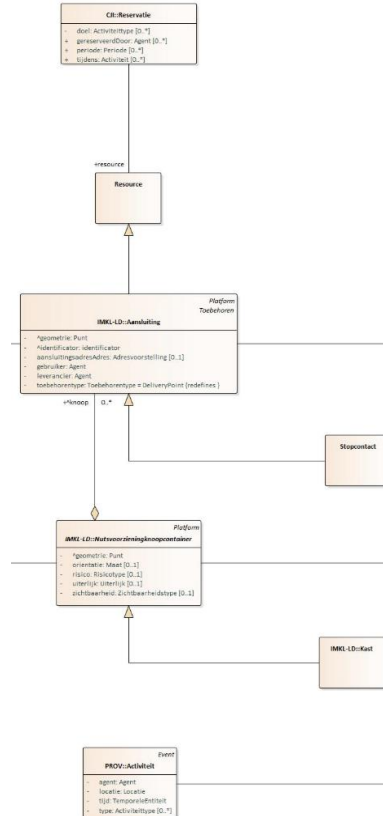 CJI::Reservatie
- doel: Activiteittype [0..*]
+ gereserveerdDoor: Agent [0..*]
+ periode: Periode [0..*]
+ tijdens: Activiteit [0..*]
+resource
Resource
Platform
Toebehoren
IMKL-LD::Aansluiting
- ^geometrie: Punt
- ^identificator: identificator
- aansluitingsadresAdres: Adresvoorstelling [0..1]
- gebruiker: Agent
- leverancier: Agent
- toebehorentype: Toebehorentype = DeliveryPoint {redefines }
+^knoop 0..*
Stopcontact
Platform
IMKL-LD::Nutsvoorzieningknoopcontainer
- ^geometrie: Punt
- orientatie: Maat [0..1]
- risico: Risicotype [0..1]
- uiterlijk: Uiterlijk [0..1]
- zichtbaarheid: Zichtbaarheidstype [0..1]
IMKL-LD::Kast
Event
PROV::Activiteit
- agent: Agent
- locatie: Locatie
- tijd: TemporeleEntiteit
- type: Activiteittype [0..*]